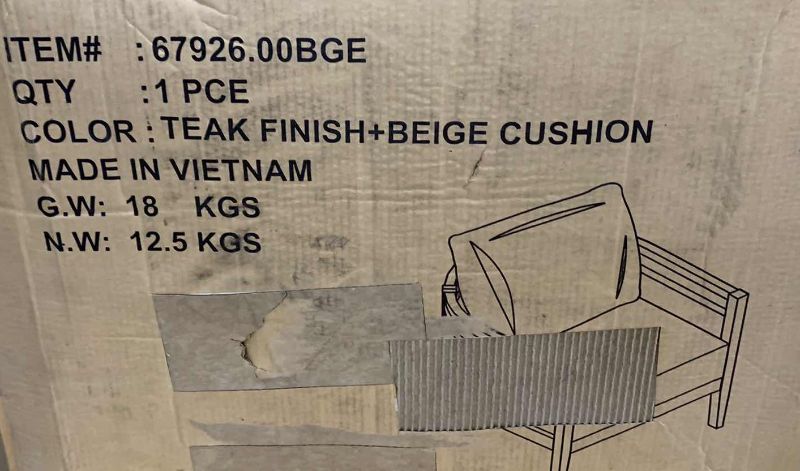 ITEM# : 67926.00BGE
QTY : 1 PCE
COLOR : TEAK FINISH+BEIGE CUSHION
MADE IN VIETNAM
G.W: 18 KGS
N.W: 12.5 KGS